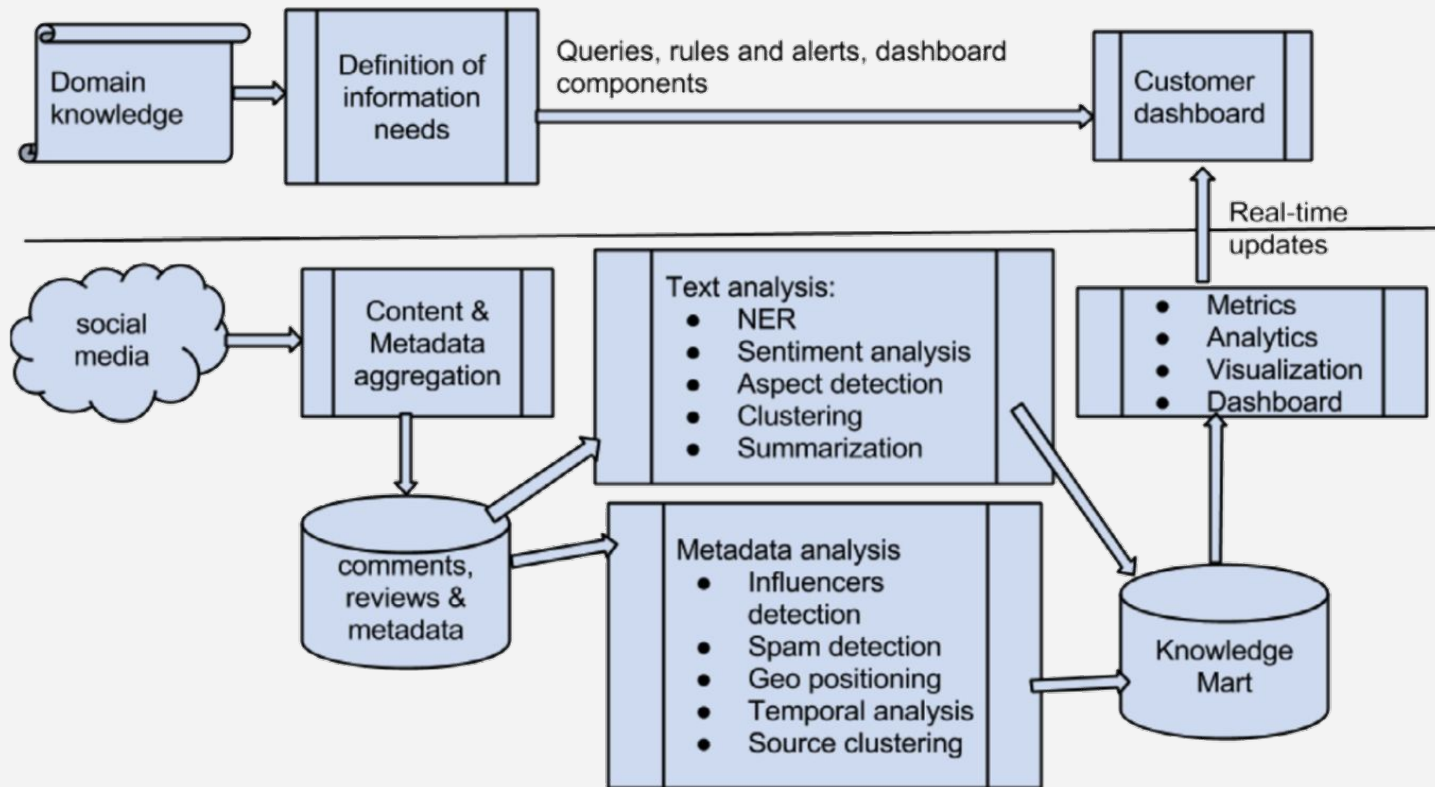 Domain
knowledge
Definition of
information
needs
Queries, rules and alerts, dashboard
components
Customer
dashboard
Real-time
updates
social
media
Content &
Metadata
aggregation
Text analysis:
● NER
● Sentiment analysis
● Aspect detection
● Clustering
● Summarization
● Metrics
● Analytics
● Visualization
● Dashboard
comments,
reviews &
metadata
Metadata analysis
● Influencers
detection
● Spam detection
● Geo positioning
● Temporal analysis
● Source clustering
Knowledge
Mart